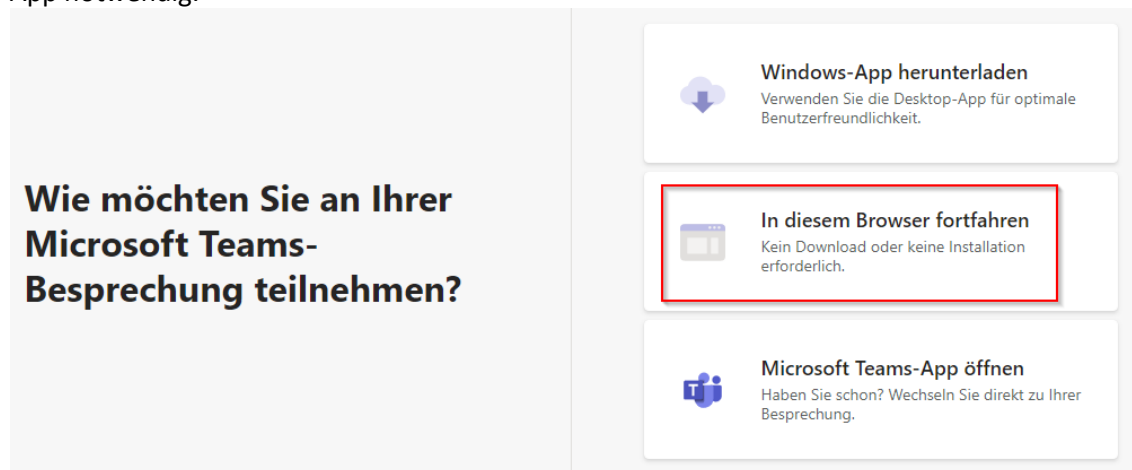 App notwendig.
Wie möchten Sie an Ihrer
Microsoft Teams-
Besprechung teilnehmen?
Windows-App herunterladen
Verwenden Sie die Desktop-App für optimale
Benutzerfreundlichkeit.
In diesem Browser fortfahren
Kein Download oder keine Installation
erforderlich.
Microsoft Teams-App öffnen
Haben Sie schon? Wechseln Sie direkt zu Ihrer
Besprechung.